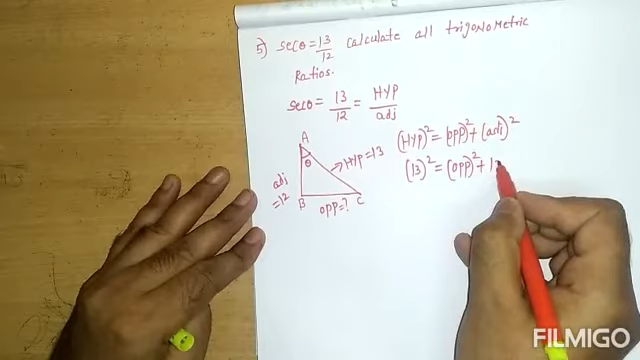 5) secθ = 13/12 calculate all trigonometric
Ratios.
secθ = 13/12 = HYP/adj
A
θ
HYP=13
adj
=12
B
opp=?
C
(HYP)² = (opp)² + (adj)²
(13)² = (opp)² + 1
FILMIGO